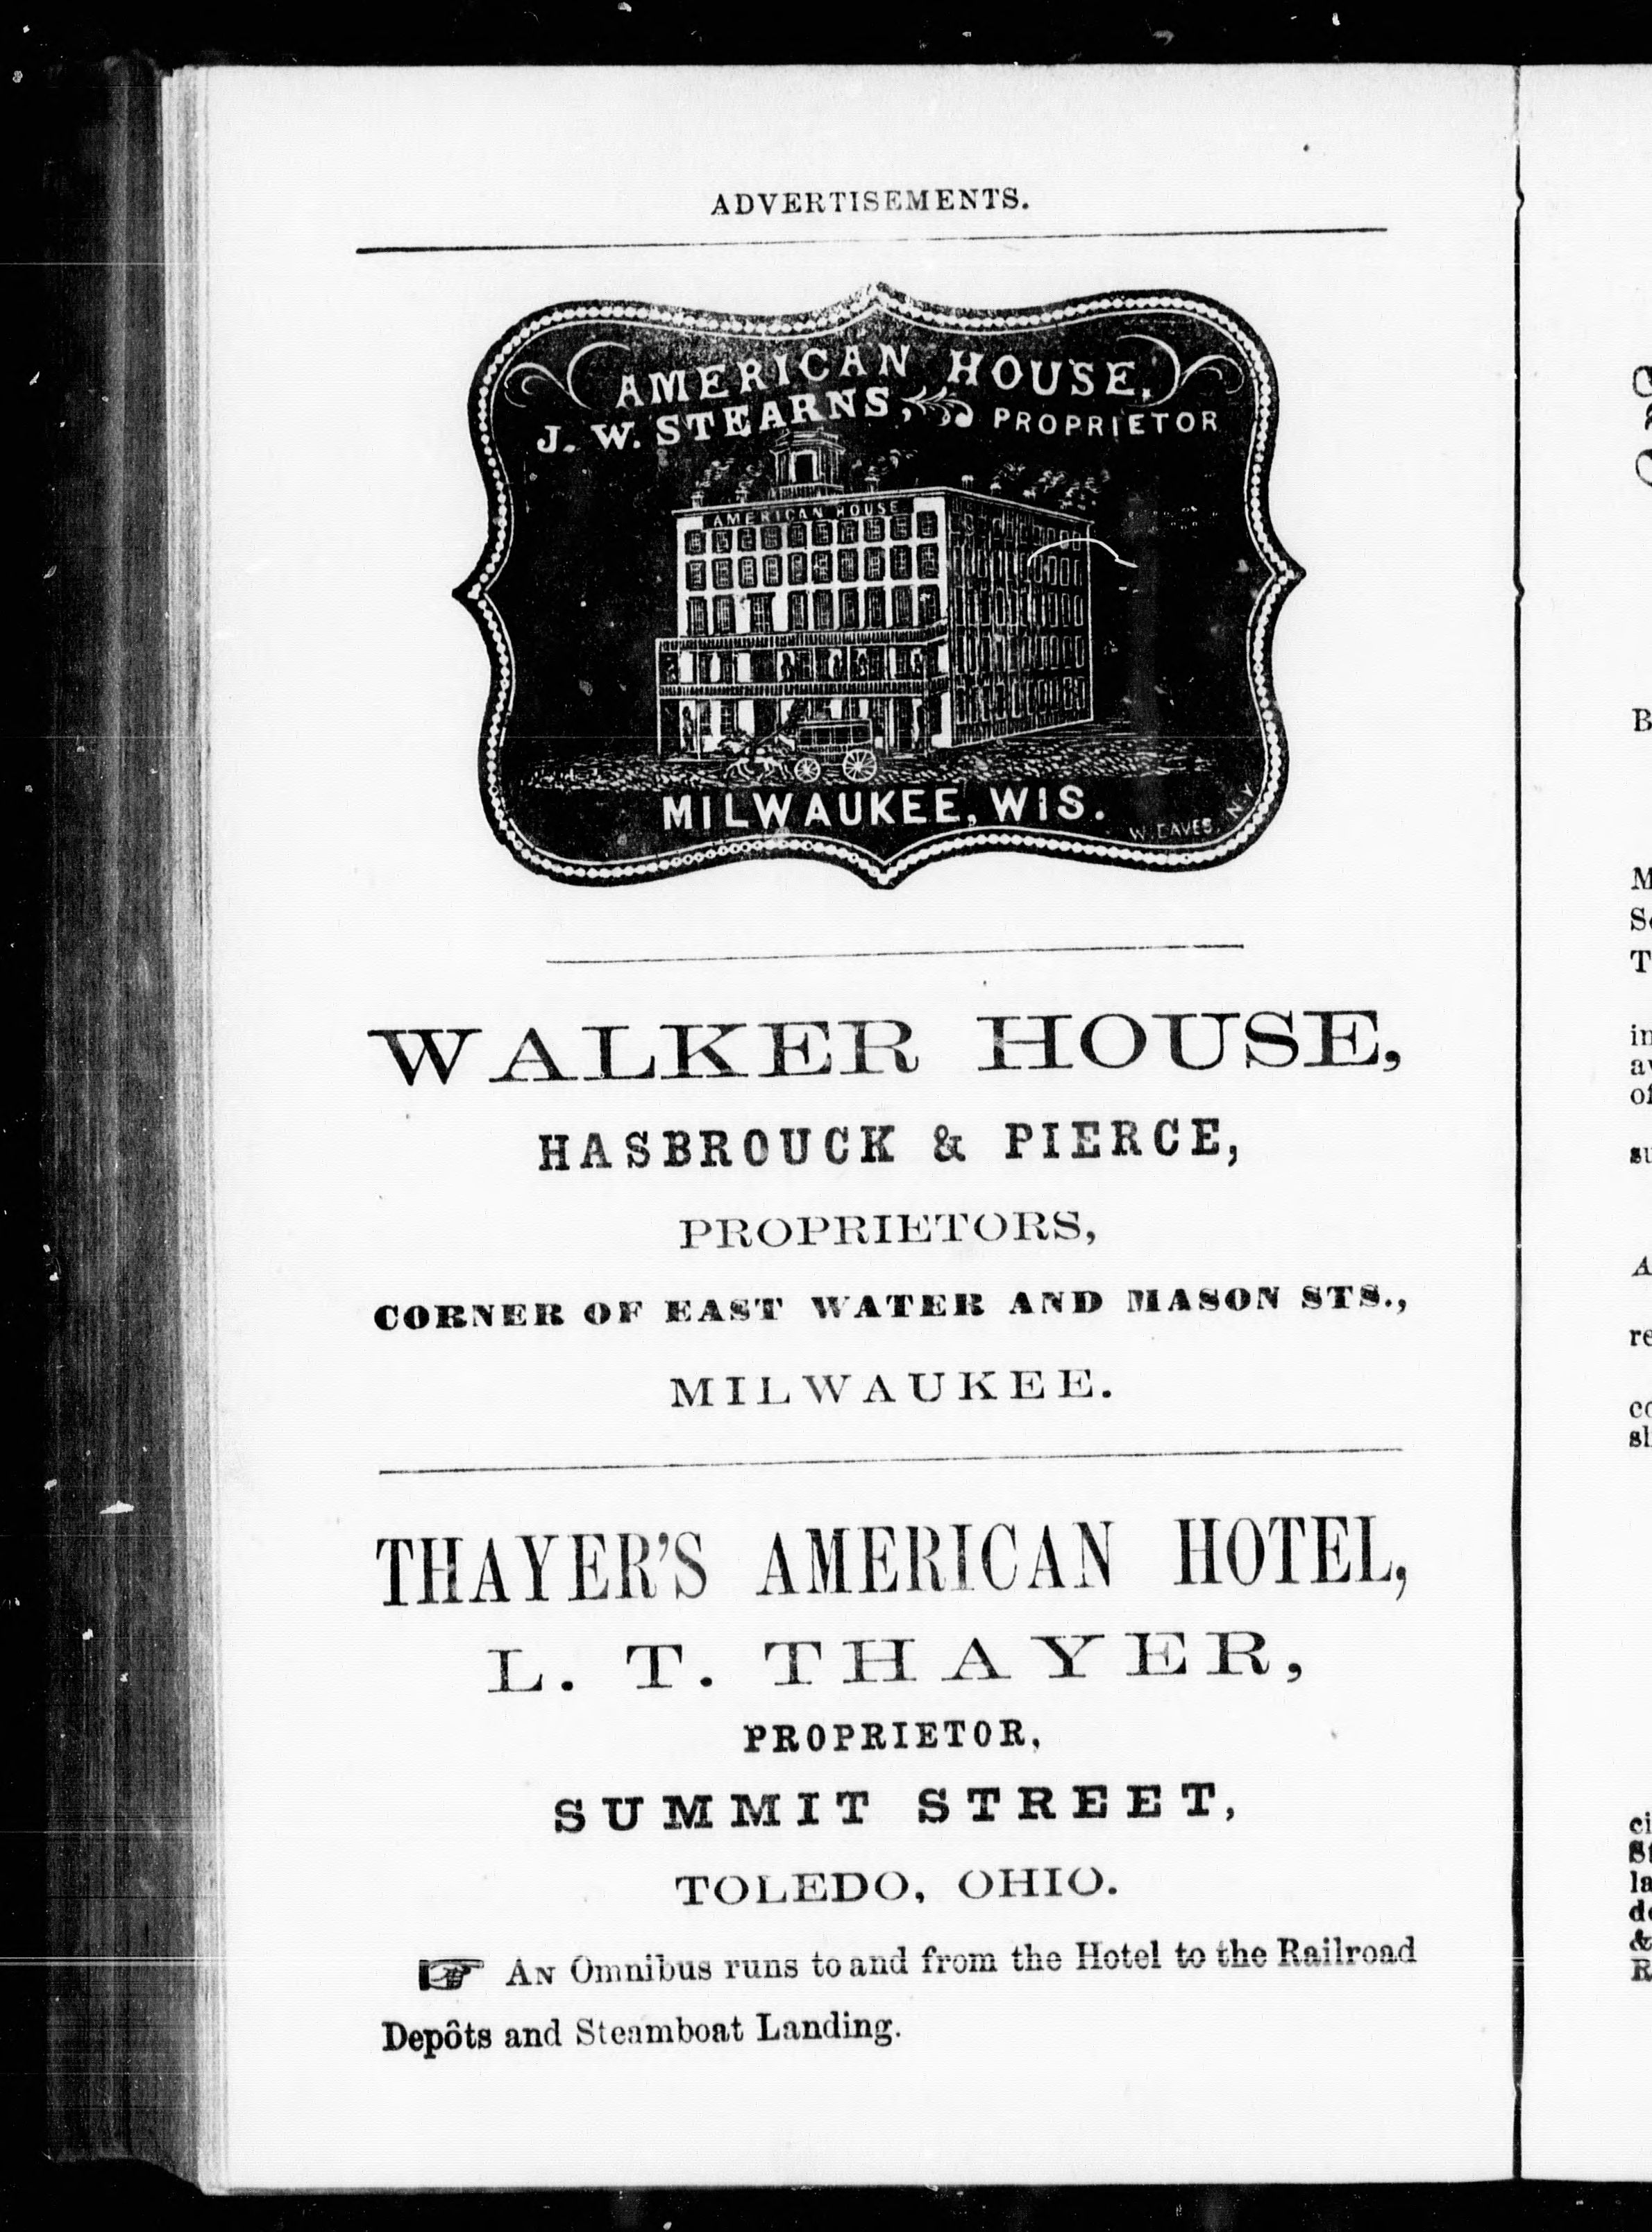 ADVERTISEMENTS.
AMERICAN HOUSE,
J. W. STEARNS, PROPRIETOR
AMERICAN HOUSE
MILWAUKEE, WIS.
W. EAVES. N.Y
WALKER HOUSE,
HASBROUCK & PIERCE,
PROPRIETORS,
CORNER OF EAST WATER AND MASON STS.,
MILWAUKEE.
THAYER'S AMERICAN HOTEL,
L. T. THAYER,
PROPRIETOR,
SUMMIT STREET,
TOLEDO, OHIO.
☞ AN Omnibus runs to and from the Hotel to the Railroad
Depôts and Steamboat Landing.